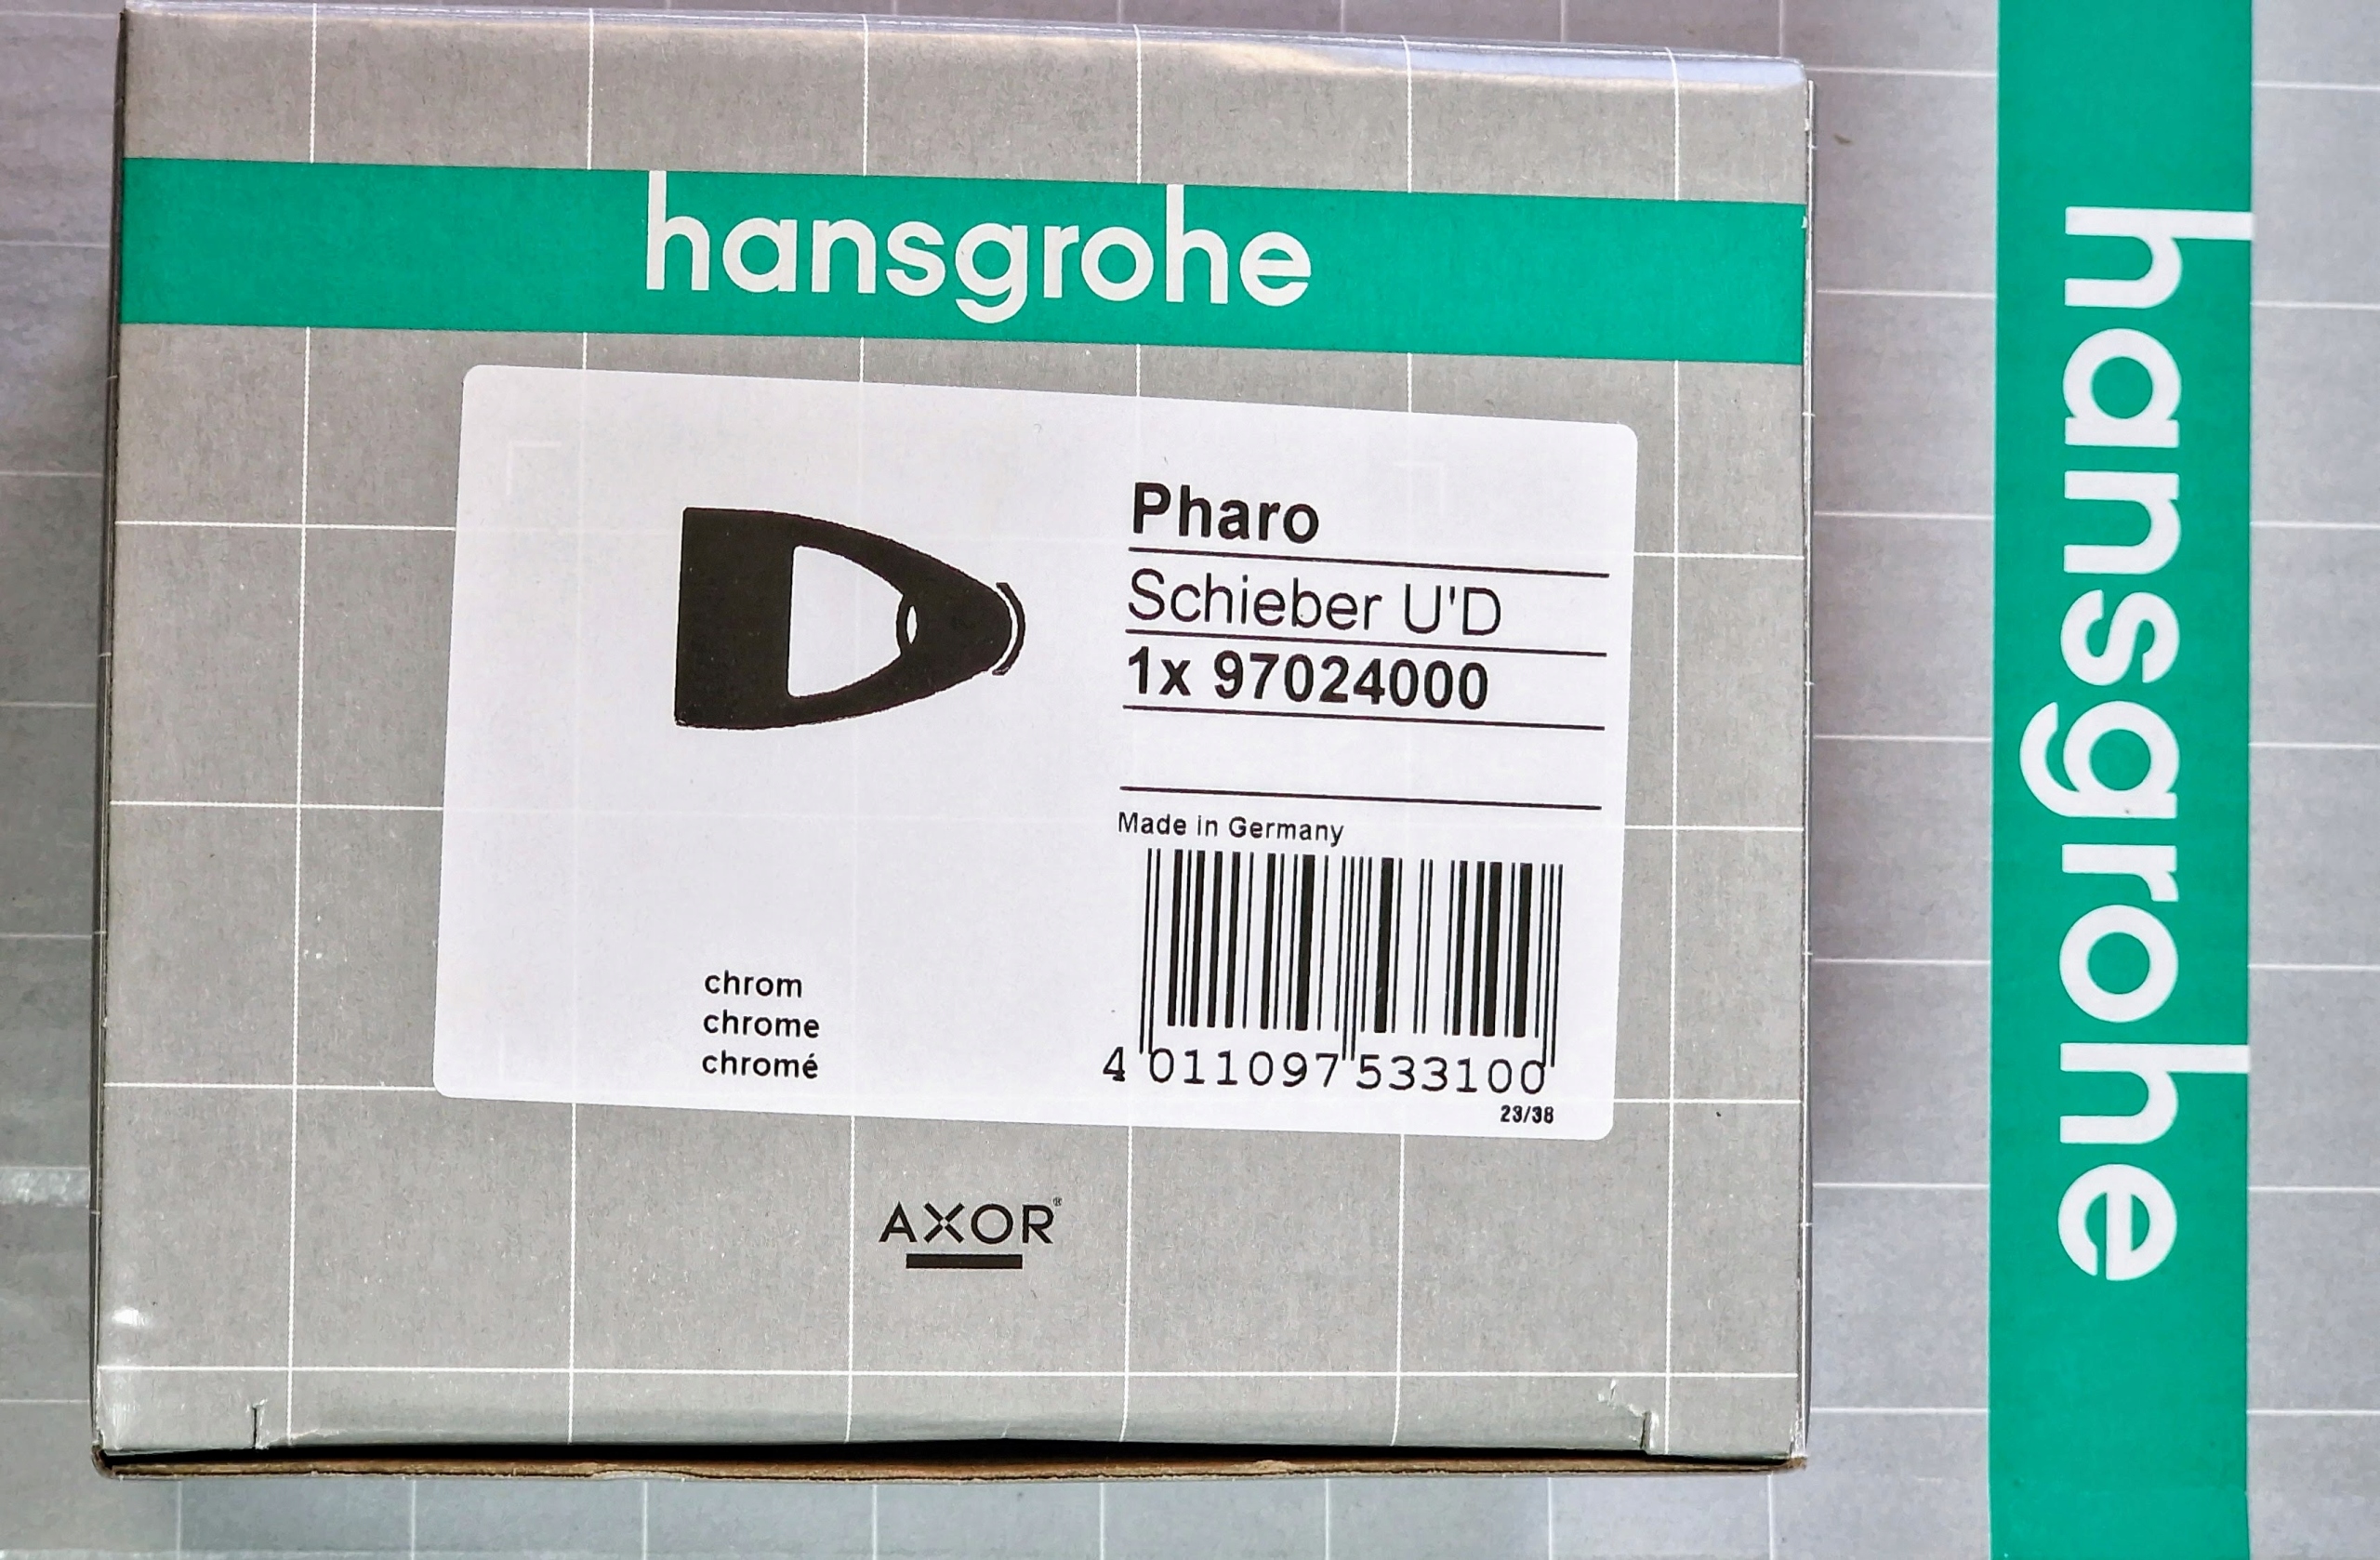 hansgrohe
Pharo
Schieber U'D
1x 97024000
Made in Germany
chrom
chrome
chromé
4 011097 533100
23/38
AXOR®
hansgrohe